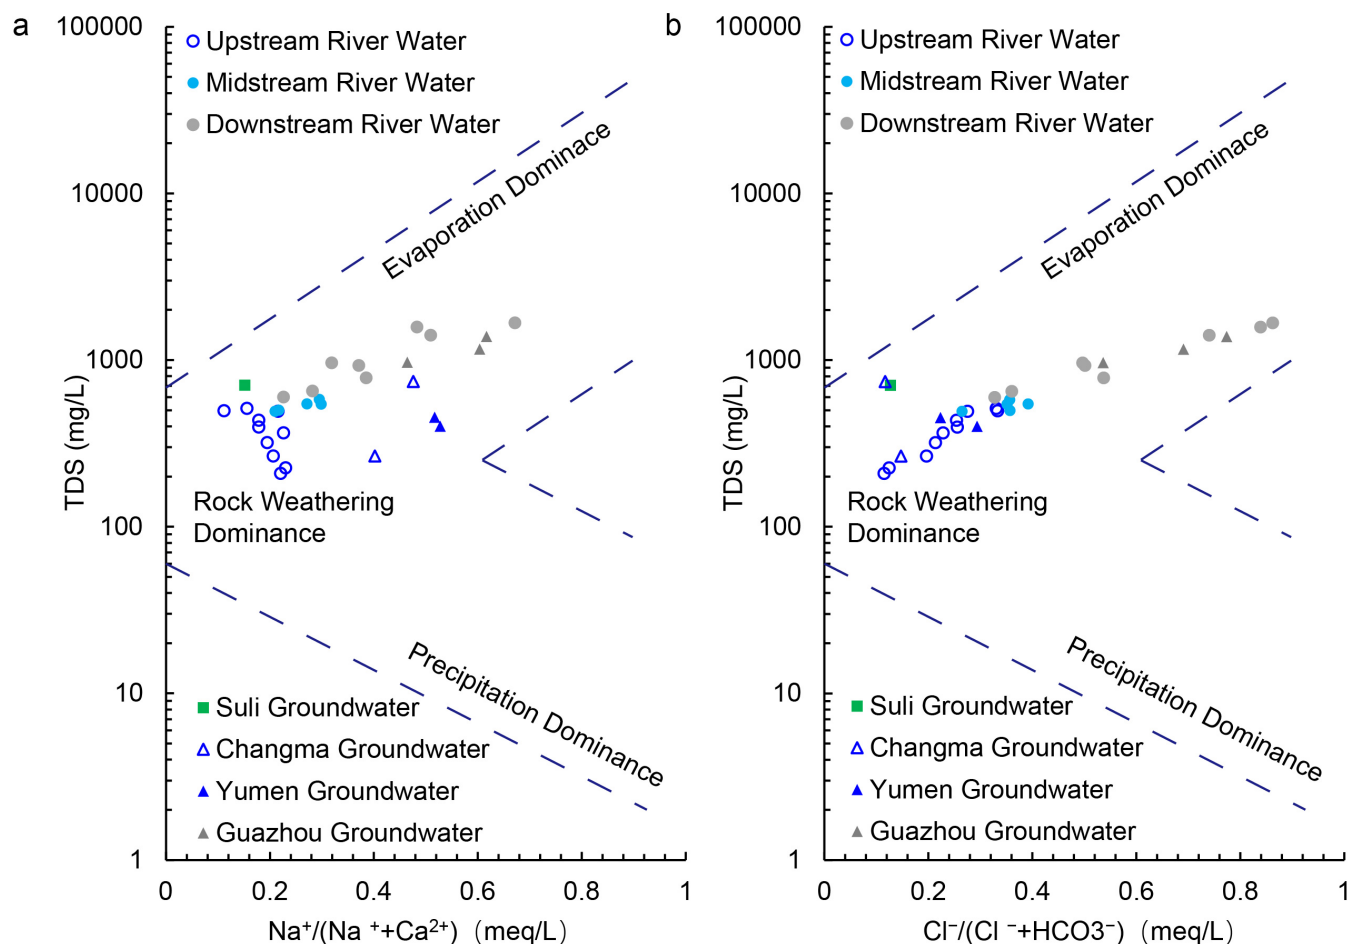 a
100000
10000
1000
100
10
1
TDS (mg/L)
Upstream River Water
Midstream River Water
Downstream River Water
Evaporation Dominace
Rock Weathering
Dominance
Precipitation Dominance
Suli Groundwater
Changma Groundwater
Yumen Groundwater
Guazhou Groundwater
0 0.2 0.4 0.6 0.8 1
Na⁺/(Na ⁺+Ca²⁺)（meq/L）
b
100000
10000
1000
100
10
1
TDS (mg/L)
Upstream River Water
Midstream River Water
Downstream River Water
Evaporation Dominace
Rock Weathering
Dominance
Precipitation Dominance
Suli Groundwater
Changma Groundwater
Yumen Groundwater
Guazhou Groundwater
0 0.2 0.4 0.6 0.8 1
Cl⁻/(Cl ⁻+HCO3⁻)（meq/L）